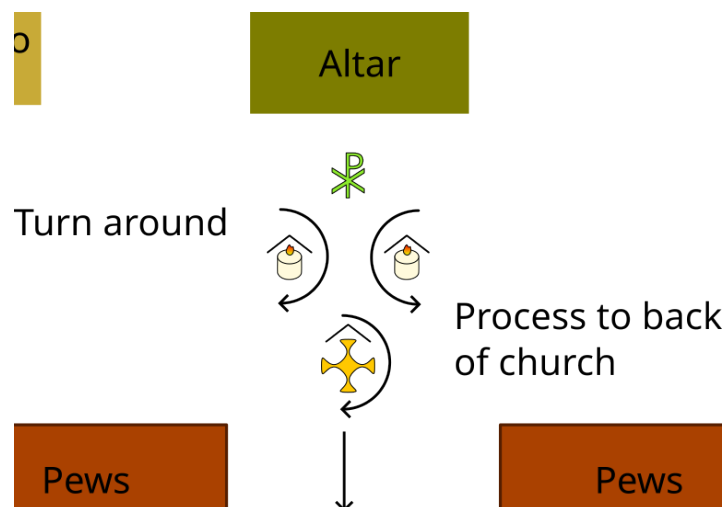 o
Altar
Turn around
Process to back
of church
Pews
Pews